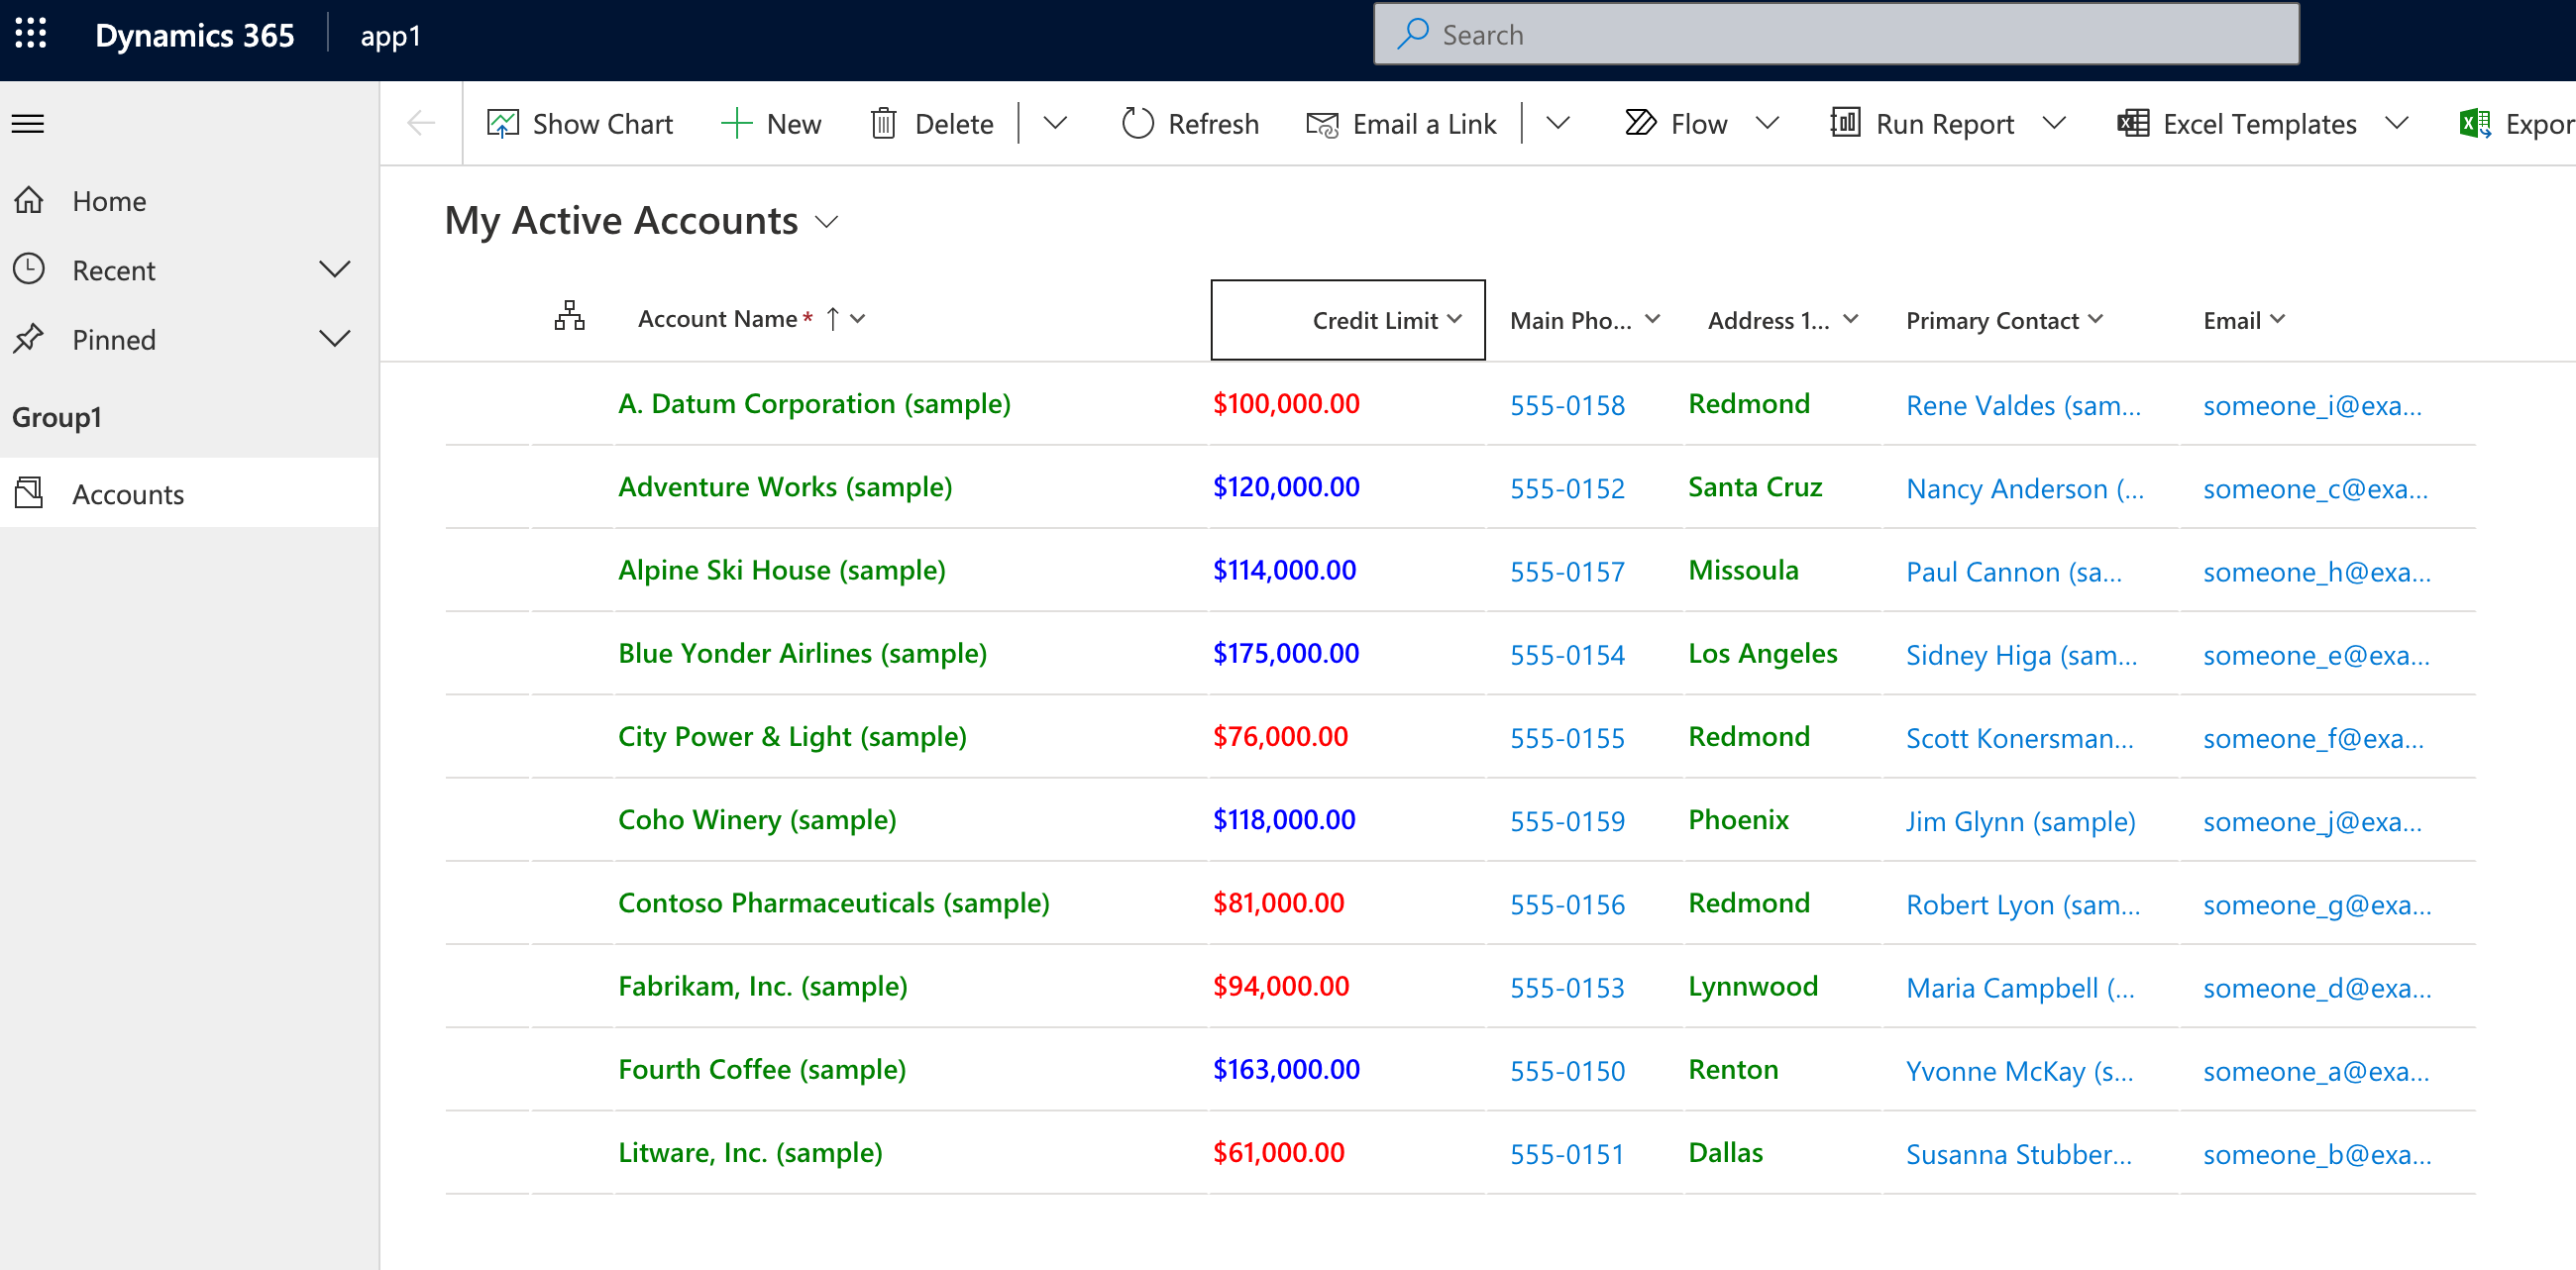 Dynamics 365 app1 Search
Show Chart New Delete Refresh Email a Link Flow Run Report Excel Templates Expor
Home
Recent
Pinned
Group1
Accounts
My Active Accounts
Account Name* Credit Limit Main Pho... Address 1... Primary Contact Email
A. Datum Corporation (sample) $100,000.00 555-0158 Redmond Rene Valdes (sam... someone_i@exa...
Adventure Works (sample) $120,000.00 555-0152 Santa Cruz Nancy Anderson (... someone_c@exa...
Alpine Ski House (sample) $114,000.00 555-0157 Missoula Paul Cannon (sa... someone_h@exa...
Blue Yonder Airlines (sample) $175,000.00 555-0154 Los Angeles Sidney Higa (sam... someone_e@exa...
City Power & Light (sample) $76,000.00 555-0155 Redmond Scott Konersman... someone_f@exa...
Coho Winery (sample) $118,000.00 555-0159 Phoenix Jim Glynn (sample) someone_j@exa...
Contoso Pharmaceuticals (sample) $81,000.00 555-0156 Redmond Robert Lyon (sam... someone_g@exa...
Fabrikam, Inc. (sample) $94,000.00 555-0153 Lynnwood Maria Campbell (... someone_d@exa...
Fourth Coffee (sample) $163,000.00 555-0150 Renton Yvonne McKay (s... someone_a@exa...
Litware, Inc. (sample) $61,000.00 555-0151 Dallas Susanna Stubber... someone_b@exa...